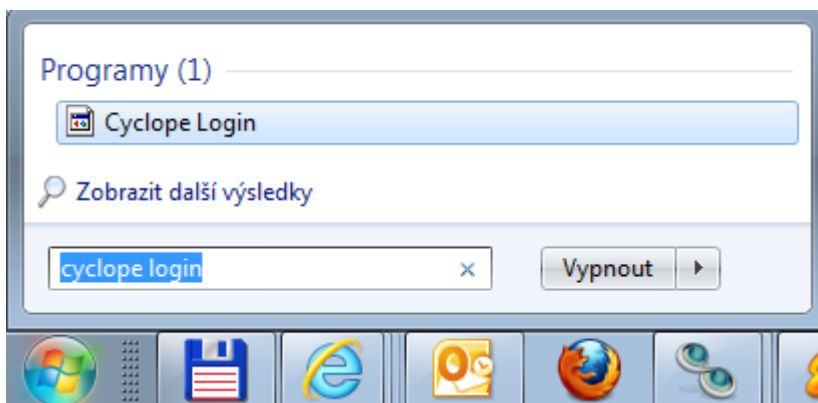 Programy (1)
Cyclope Login
Zobrazit další výsledky
cyclope login
Vypnout